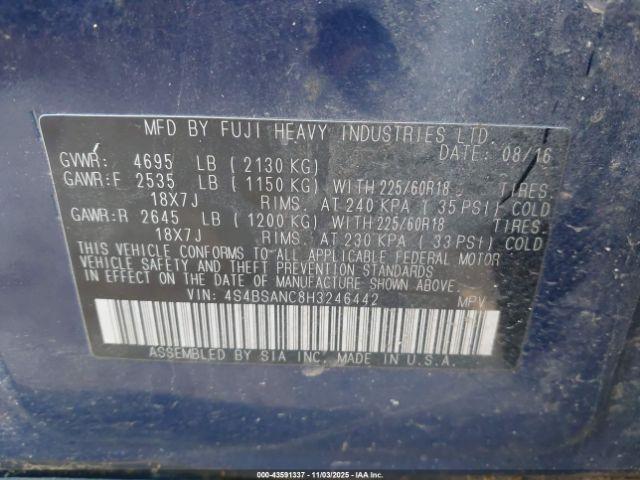 MFD BY FUJI HEAVY INDUSTRIES LTD.
DATE: 08/16
GVWR: 4695 LB (2130 KG)
GAWR:F 2535 LB (1150 KG) WITH 225/60R18 TIRES.
18X7J RIMS. AT 240 KPA (35 PSI) COLD
GAWR:R 2645 LB (1200 KG) WITH 225/60R18 TIRES.
18X7J RIMS. AT 230 KPA (33 PSI) COLD
THIS VEHICLE CONFORMS TO ALL APPLICABLE FEDERAL MOTOR
VEHICLE SAFETY, BUMPER, AND THEFT PREVENTION STANDARDS
IN EFFECT ON THE DATE OF MANUFACTURE SHOWN ABOVE.
VIN: 4S4BSANC8H3246442 MPV
ASSEMBLED BY SIA INC. MADE IN U.S.A.
000-43591337 - 11/03/2025 - IAAI.COM